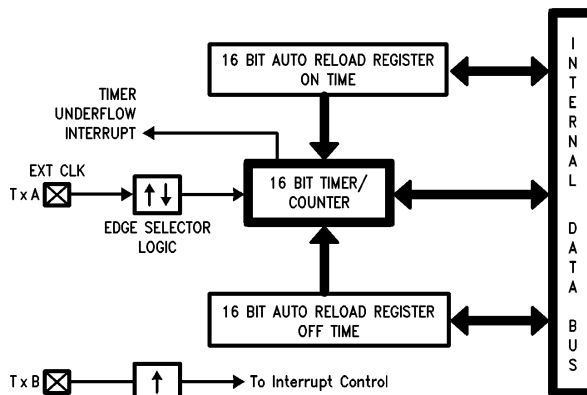 16 BIT AUTO RELOAD REGISTER
ON TIME
TIMER
UNDERFLOW
INTERRUPT
EXT CLK
TxA
16 BIT TIMER/
COUNTER
EDGE SELECTOR
LOGIC
16 BIT AUTO RELOAD REGISTER
OFF TIME
TxB
To Interrupt Control
INTERNAL DATA BUS